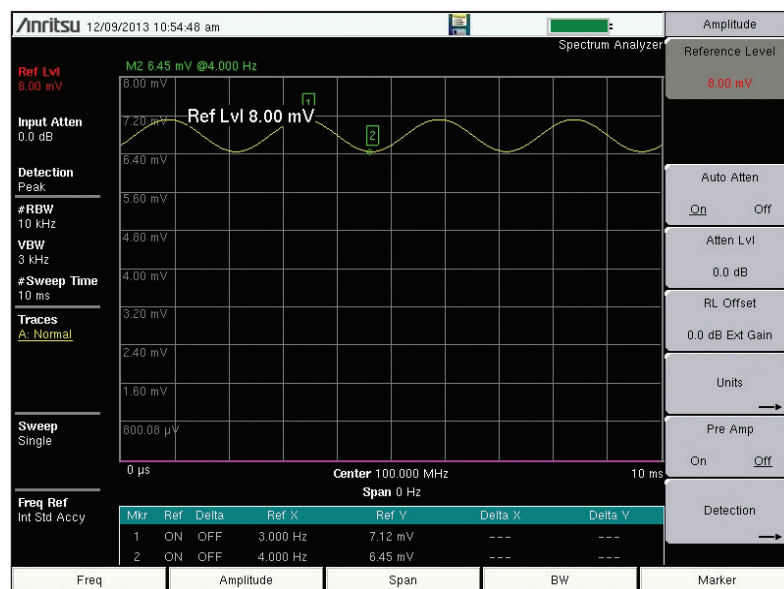 Anritsu 12/09/2013 10:54:48 am
Spectrum Analyzer
M2 6.45 mV @4.000 Hz
Ref Lvl
8.00 mV
Input Atten
0.0 dB
Detection
Peak
#RBW
10 kHz
VBW
3 kHz
#Sweep Time
10 ms
Traces
A: Normal
Sweep
Single
Freq Ref
Int Std Accy
8.00 mV
7.20 mV
6.40 mV
5.60 mV
4.80 mV
4.00 mV
3.20 mV
2.40 mV
1.60 mV
800.08 µV
Ref Lvl 8.00 mV
1
2
0 µs
Center 100.000 MHz
10 ms
Span 0 Hz
Mkr Ref Delta Ref X Ref Y Delta X Delta Y
1 ON OFF 3.000 Hz 7.12 mV --- ---
2 ON OFF 4.000 Hz 6.45 mV --- ---
Amplitude
Reference Level
8.00 mV
Auto Atten
On Off
Atten Lvl
0.0 dB
RL Offset
0.0 dB Ext Gain
Units
Pre Amp
On Off
Detection
Freq Amplitude Span BW Marker